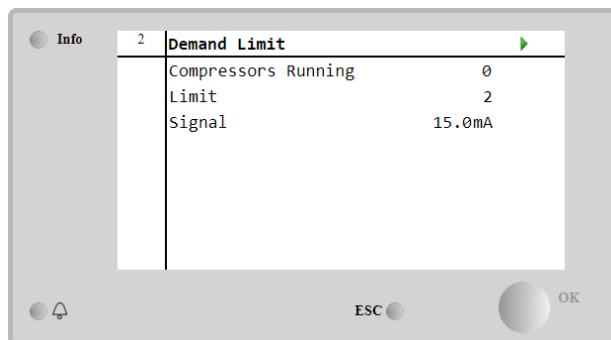 Info
2 Demand Limit
Compressors Running 0
Limit 2
Signal 15.0mA
ESC OK